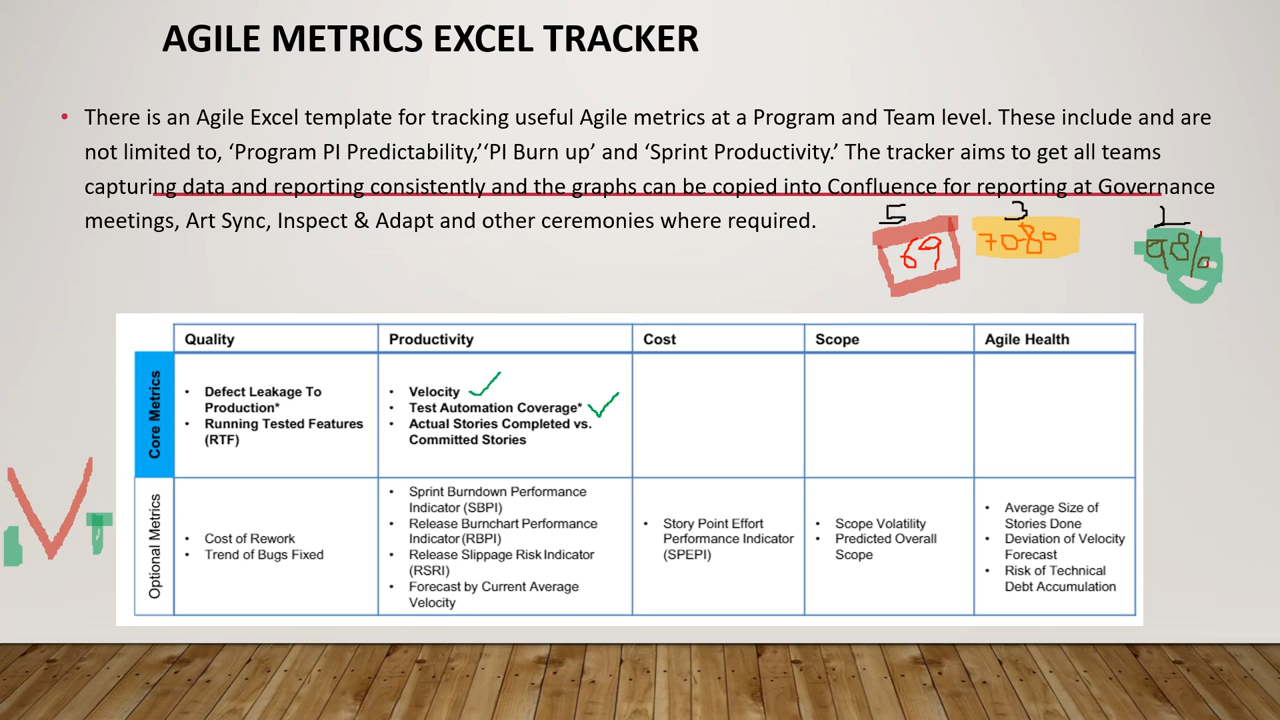 AGILE METRICS EXCEL TRACKER
• There is an Agile Excel template for tracking useful Agile metrics at a Program and Team level. These include and are
not limited to, ‘Program PI Predictability,’‘PI Burn up’ and ‘Sprint Productivity.’ The tracker aims to get all teams
capturing data and reporting consistently and the graphs can be copied into Confluence for reporting at Governance
meetings, Art Sync, Inspect & Adapt and other ceremonies where required.
5 3 1
69 70-80 98%
Quality Productivity Cost Scope Agile Health
Core Metrics
• Defect Leakage To
Production*
• Running Tested Features
(RTF)
• Velocity
• Test Automation Coverage*
• Actual Stories Completed vs.
Committed Stories
Optional Metrics
• Cost of Rework
• Trend of Bugs Fixed
• Sprint Burndown Performance
Indicator (SBPI)
• Release Burnchart Performance
Indicator (RBPI)
• Release Slippage Risk Indicator
(RSRI)
• Forecast by Current Average
Velocity
• Story Point Effort
Performance Indicator
(SPEPI)
• Scope Volatility
• Predicted Overall
Scope
• Average Size of
Stories Done
• Deviation of Velocity
Forecast
• Risk of Technical
Debt Accumulation
V T